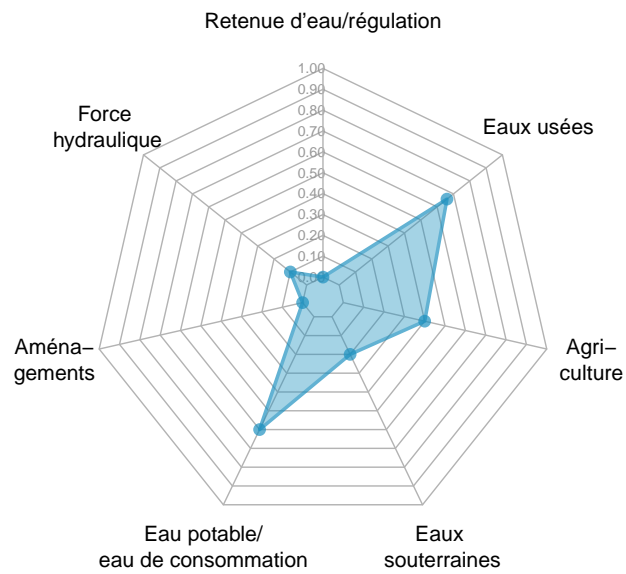 Retenue d'eau/régulation
1.00
0.90
0.80
0.70
0.60
0.50
0.40
0.30
0.20
0.10
0.00
Force
hydraulique
Eaux usées
Aména–
gements
Agri–
culture
Eau potable/
eau de consommation
Eaux
souterraines